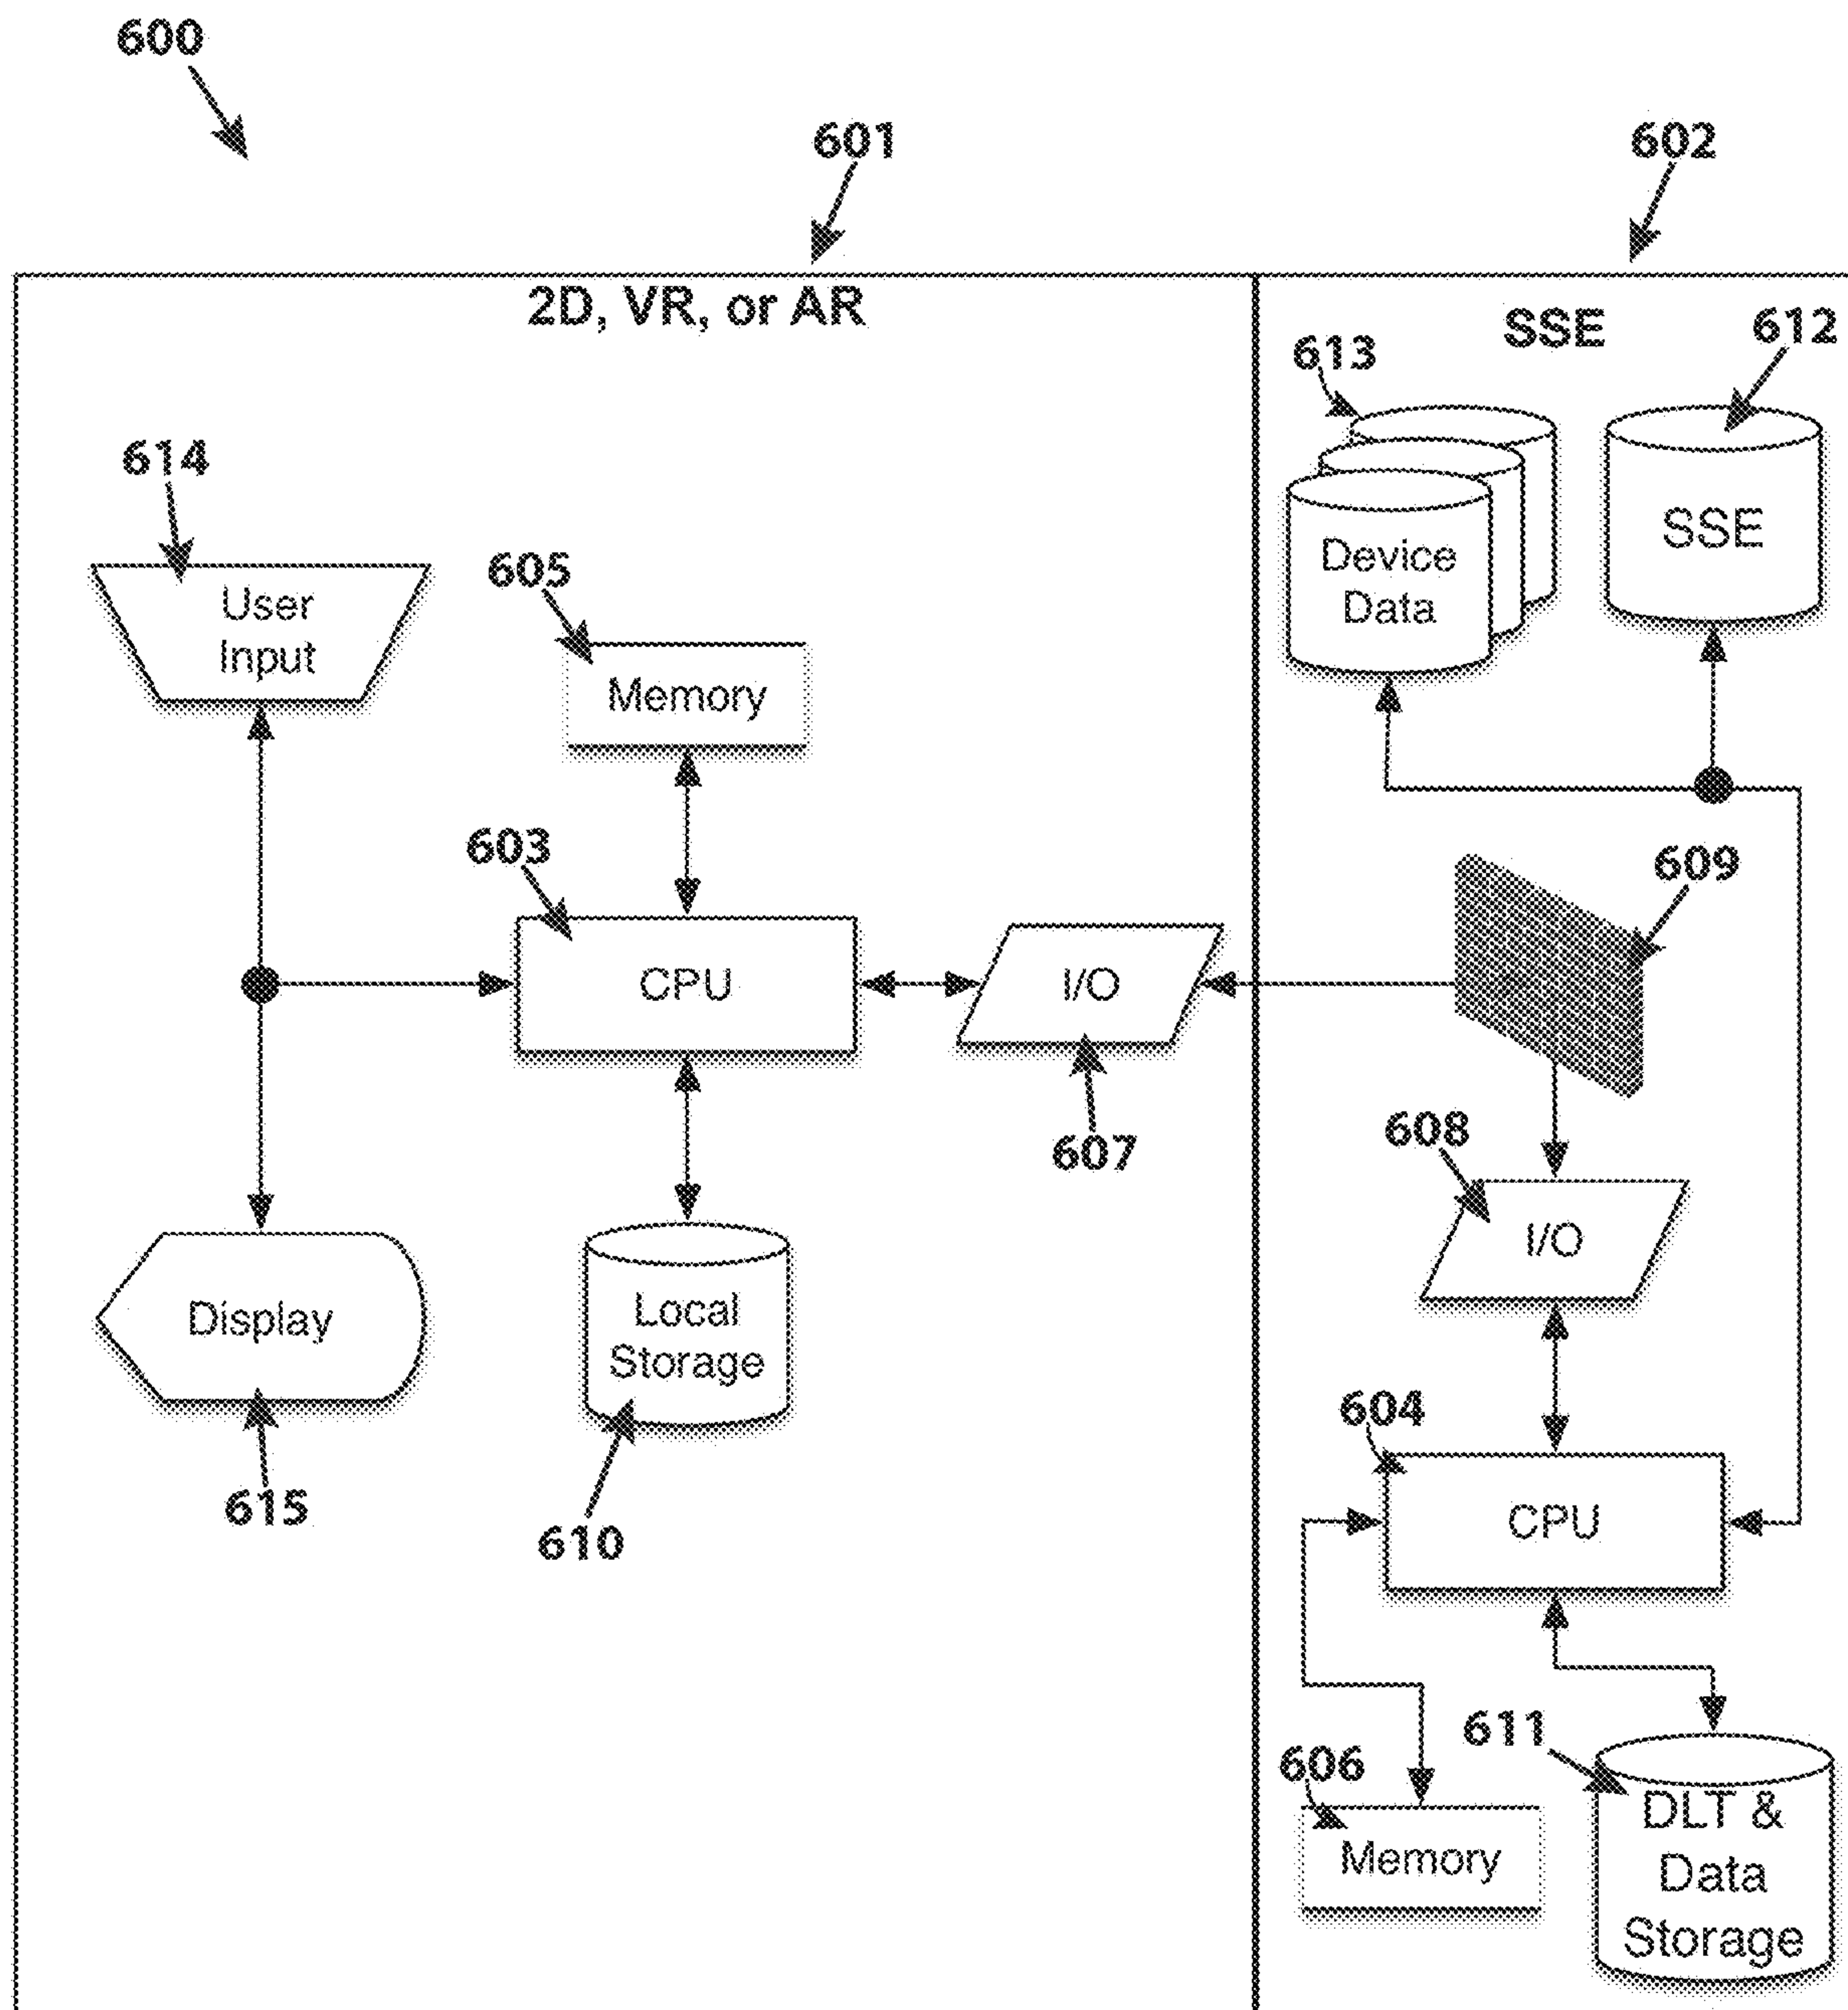 600
601
602
2D, VR, or AR
SSE
612
613
614
User
Input
605
Memory
Device
Data
SSE
603
CPU
I/O
609
607
608
I/O
Display
Local
Storage
615
610
604
CPU
611
606
Memory
DLT &
Data
Storage